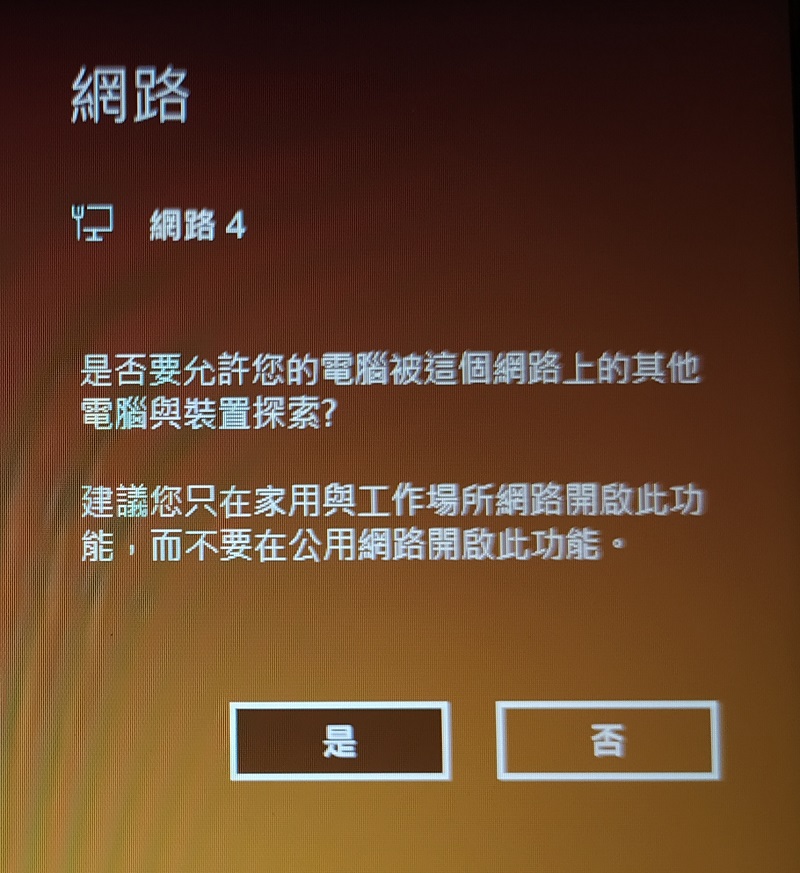 網路
網路 4
是否要允許您的電腦被這個網路上的其他
電腦與裝置探索?
建議您只在家用與工作場所網路開啟此功
能，而不要在公用網路開啟此功能。
是
否